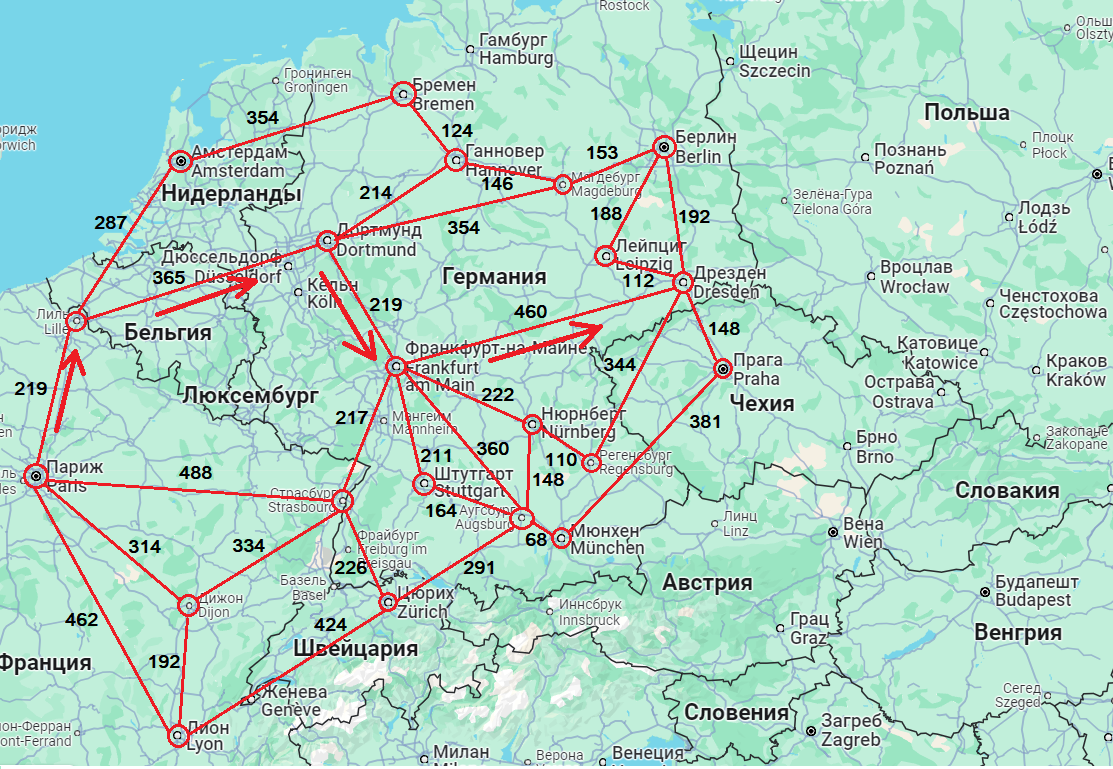 Rostock
Гамбург
Hamburg
Щецин
Szczecin
Olszty
Гронинген
Groningen
Бремен
Bremen
Польша
354
124
Ганновер
Hannover
153
Берлин
Berlin
Познань
Poznań
Плоцк
Płock
Амстердам
Amsterdam
Нидерланды
146
Магдебург
Magdeburg
214
Зелёна-Гура
Zielona Góra
Лодзь
Łódź
287
354
188
192
Дортмунд
Dortmund
Дюссельдорф
Düsseldorf
365
Лейпциг
Leipzig
112
Дрезден
Dresden
Германия
Вроцлав
Wrocław
Ченстохова
Częstochowa
Кёльн
Köln
219
460
Лилль
Lille
Бельгия
148
Франкфурт-на-Майне
Frankfurt
am Main
Катовице
Katowice
344
Прага
Praha
Чехия
Краков
Kraków
Острава
Ostrava
219
Люксембург
222
217
Мангейм
Mannheim
Нюрнберг
Nürnberg
381
Брно
Brno
Закопане
Zakopane
360
211
110
Регенсбург
Regensburg
Париж
Paris
488
Штутгарт
Stuttgart
148
Страсбург
Strasbourg
164
Аугсбург
Augsburg
Словакия
68
Мюнхен
München
Линц
Linz
Вена
Wien
314
334
Фрайбург
Freiburg im
Breisgau
226
291
Базель
Basel
Австрия
Будапешт
Budapest
Дижон
Dijon
Цюрих
Zürich
Иннсбрук
Innsbruck
462
424
Грац
Graz
Венгрия
Швейцария
192
Франция
Женева
Genève
Сегед
Szeged
Словения
Лион
Lyon
Загреб
Zagreb
Милан
Верона
Verona
Венеция
Venezia